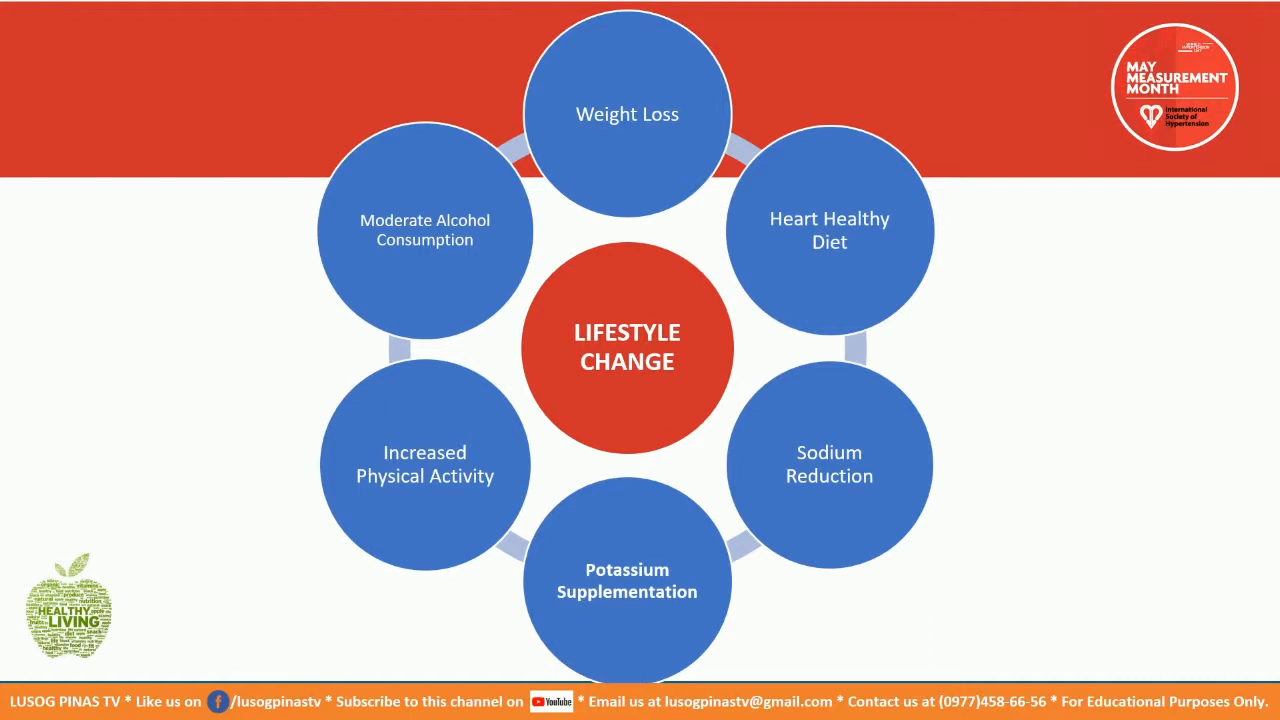 Weight Loss
MAY
MEASUREMENT
MONTH
International
Society of
Hypertension
Heart Healthy
Diet
Moderate Alcohol
Consumption
LIFESTYLE
CHANGE
Increased
Physical Activity
Sodium
Reduction
Potassium
Supplementation
HEALTHY
LIVING
LUSOG PINAS TV * Like us on f /lusogpinastv * Subscribe to this channel on YouTube * Email us at lusogpinastv@gmail.com * Contact us at (0977)458-66-56 * For Educational Purposes Only.